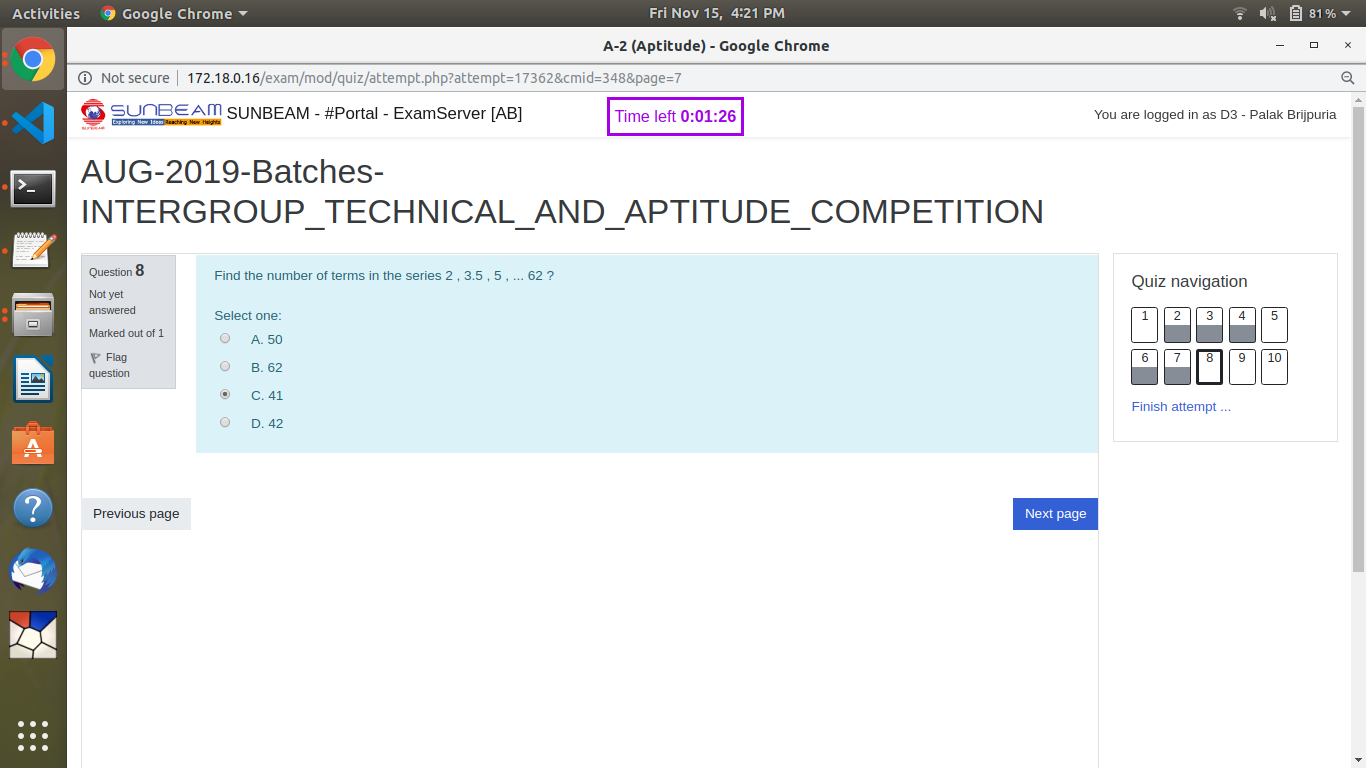 Activities
Google Chrome
Fri Nov 15, 4:21 PM
81%
A-2 (Aptitude) - Google Chrome
Not secure
172.18.0.16/exam/mod/quiz/attempt.php?attempt=17362&cmid=348&page=7
SUNBEAM
Exploring New Ideas Reaching New Heights
SUNBEAM
SUNBEAM - #Portal - ExamServer [AB]
Time left 0:01:26
You are logged in as D3 - Palak Brijpuria
AUG-2019-Batches-
INTERGROUP_TECHNICAL_AND_APTITUDE_COMPETITION
Question 8
Not yet
answered
Marked out of 1
Flag
question
Find the number of terms in the series 2 , 3.5 , 5 , ... 62 ?
Select one:
A. 50
B. 62
C. 41
D. 42
Previous page
Next page
Quiz navigation
1 2 3 4 5
6 7 8 9 10
Finish attempt ...